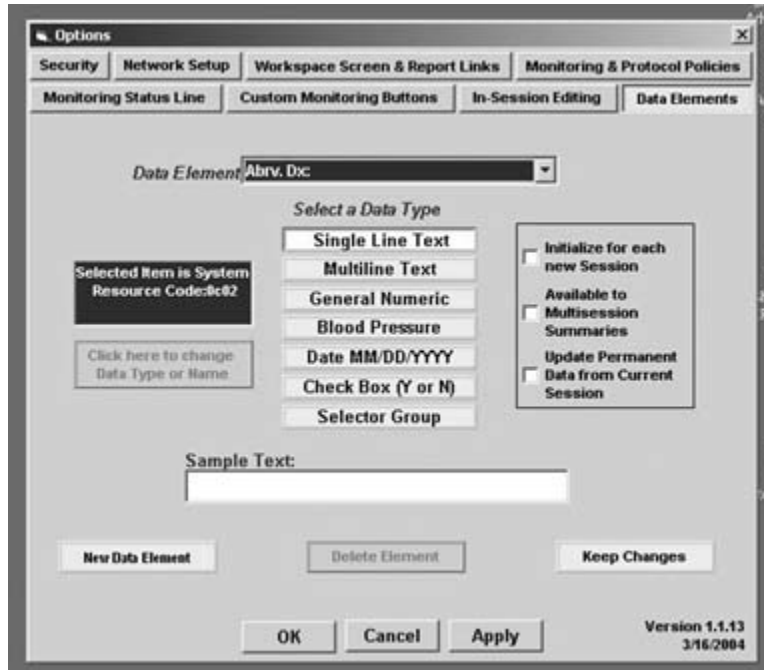 Options
Security
Network Setup
Workspace Screen & Report Links
Monitoring & Protocol Policies
Monitoring Status Line
Custom Monitoring Buttons
In-Session Editing
Data Elements
Data Element
Abrv. Dx:
Select a Data Type
Single Line Text
Multiline Text
General Numeric
Blood Pressure
Date MM/DD/YYYY
Check Box (Y or N)
Selector Group
Selected Item is System
Resource Code:0c02
Click here to change
Data Type or Name
Initialize for each
new Session
Available to
Multisession
Summaries
Update Permanent
Data from Current
Session
Sample Text:
New Data Element
Delete Element
Keep Changes
OK
Cancel
Apply
Version 1.1.13
3/16/2004